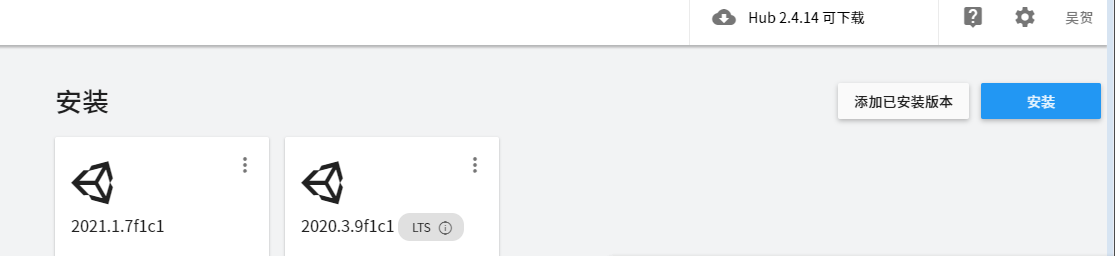 Hub 2.4.14 可下载
吴贺
安装
添加已安装版本
安装
2021.1.7f1c1
2020.3.9f1c1 LTS